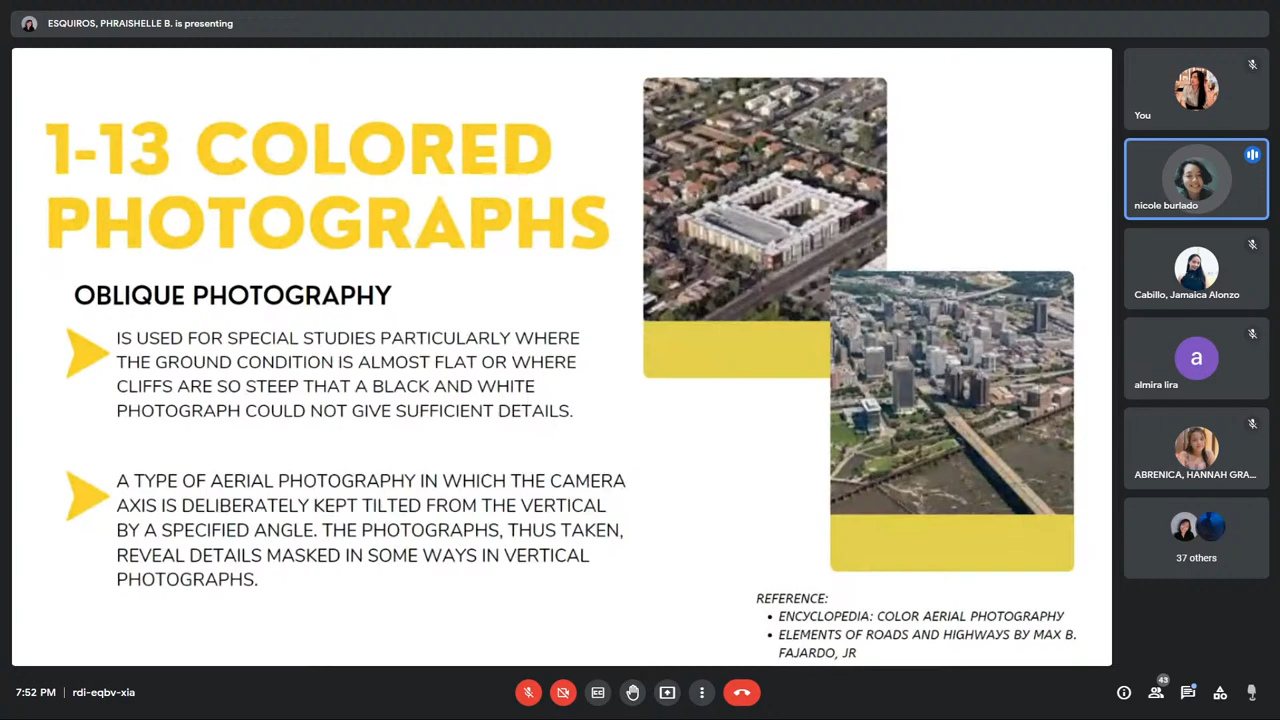 ESQUIROS, PHRAISHELLE B. is presenting
1-13 COLORED
PHOTOGRAPHS
OBLIQUE PHOTOGRAPHY
IS USED FOR SPECIAL STUDIES PARTICULARLY WHERE
THE GROUND CONDITION IS ALMOST FLAT OR WHERE
CLIFFS ARE SO STEEP THAT A BLACK AND WHITE
PHOTOGRAPH COULD NOT GIVE SUFFICIENT DETAILS.
A TYPE OF AERIAL PHOTOGRAPHY IN WHICH THE CAMERA
AXIS IS DELIBERATELY KEPT TILTED FROM THE VERTICAL
BY A SPECIFIED ANGLE. THE PHOTOGRAPHS, THUS TAKEN,
REVEAL DETAILS MASKED IN SOME WAYS IN VERTICAL
PHOTOGRAPHS.
REFERENCE:
• ENCYCLOPEDIA: COLOR AERIAL PHOTOGRAPHY
• ELEMENTS OF ROADS AND HIGHWAYS BY MAX B.
FAJARDO, JR
You
nicole burlado
Cabillo, Jamaica Alonzo
a
almira lira
ABRENICA, HANNAH GRA...
37 others
7:52 PM | rdi-eqbv-xia
43